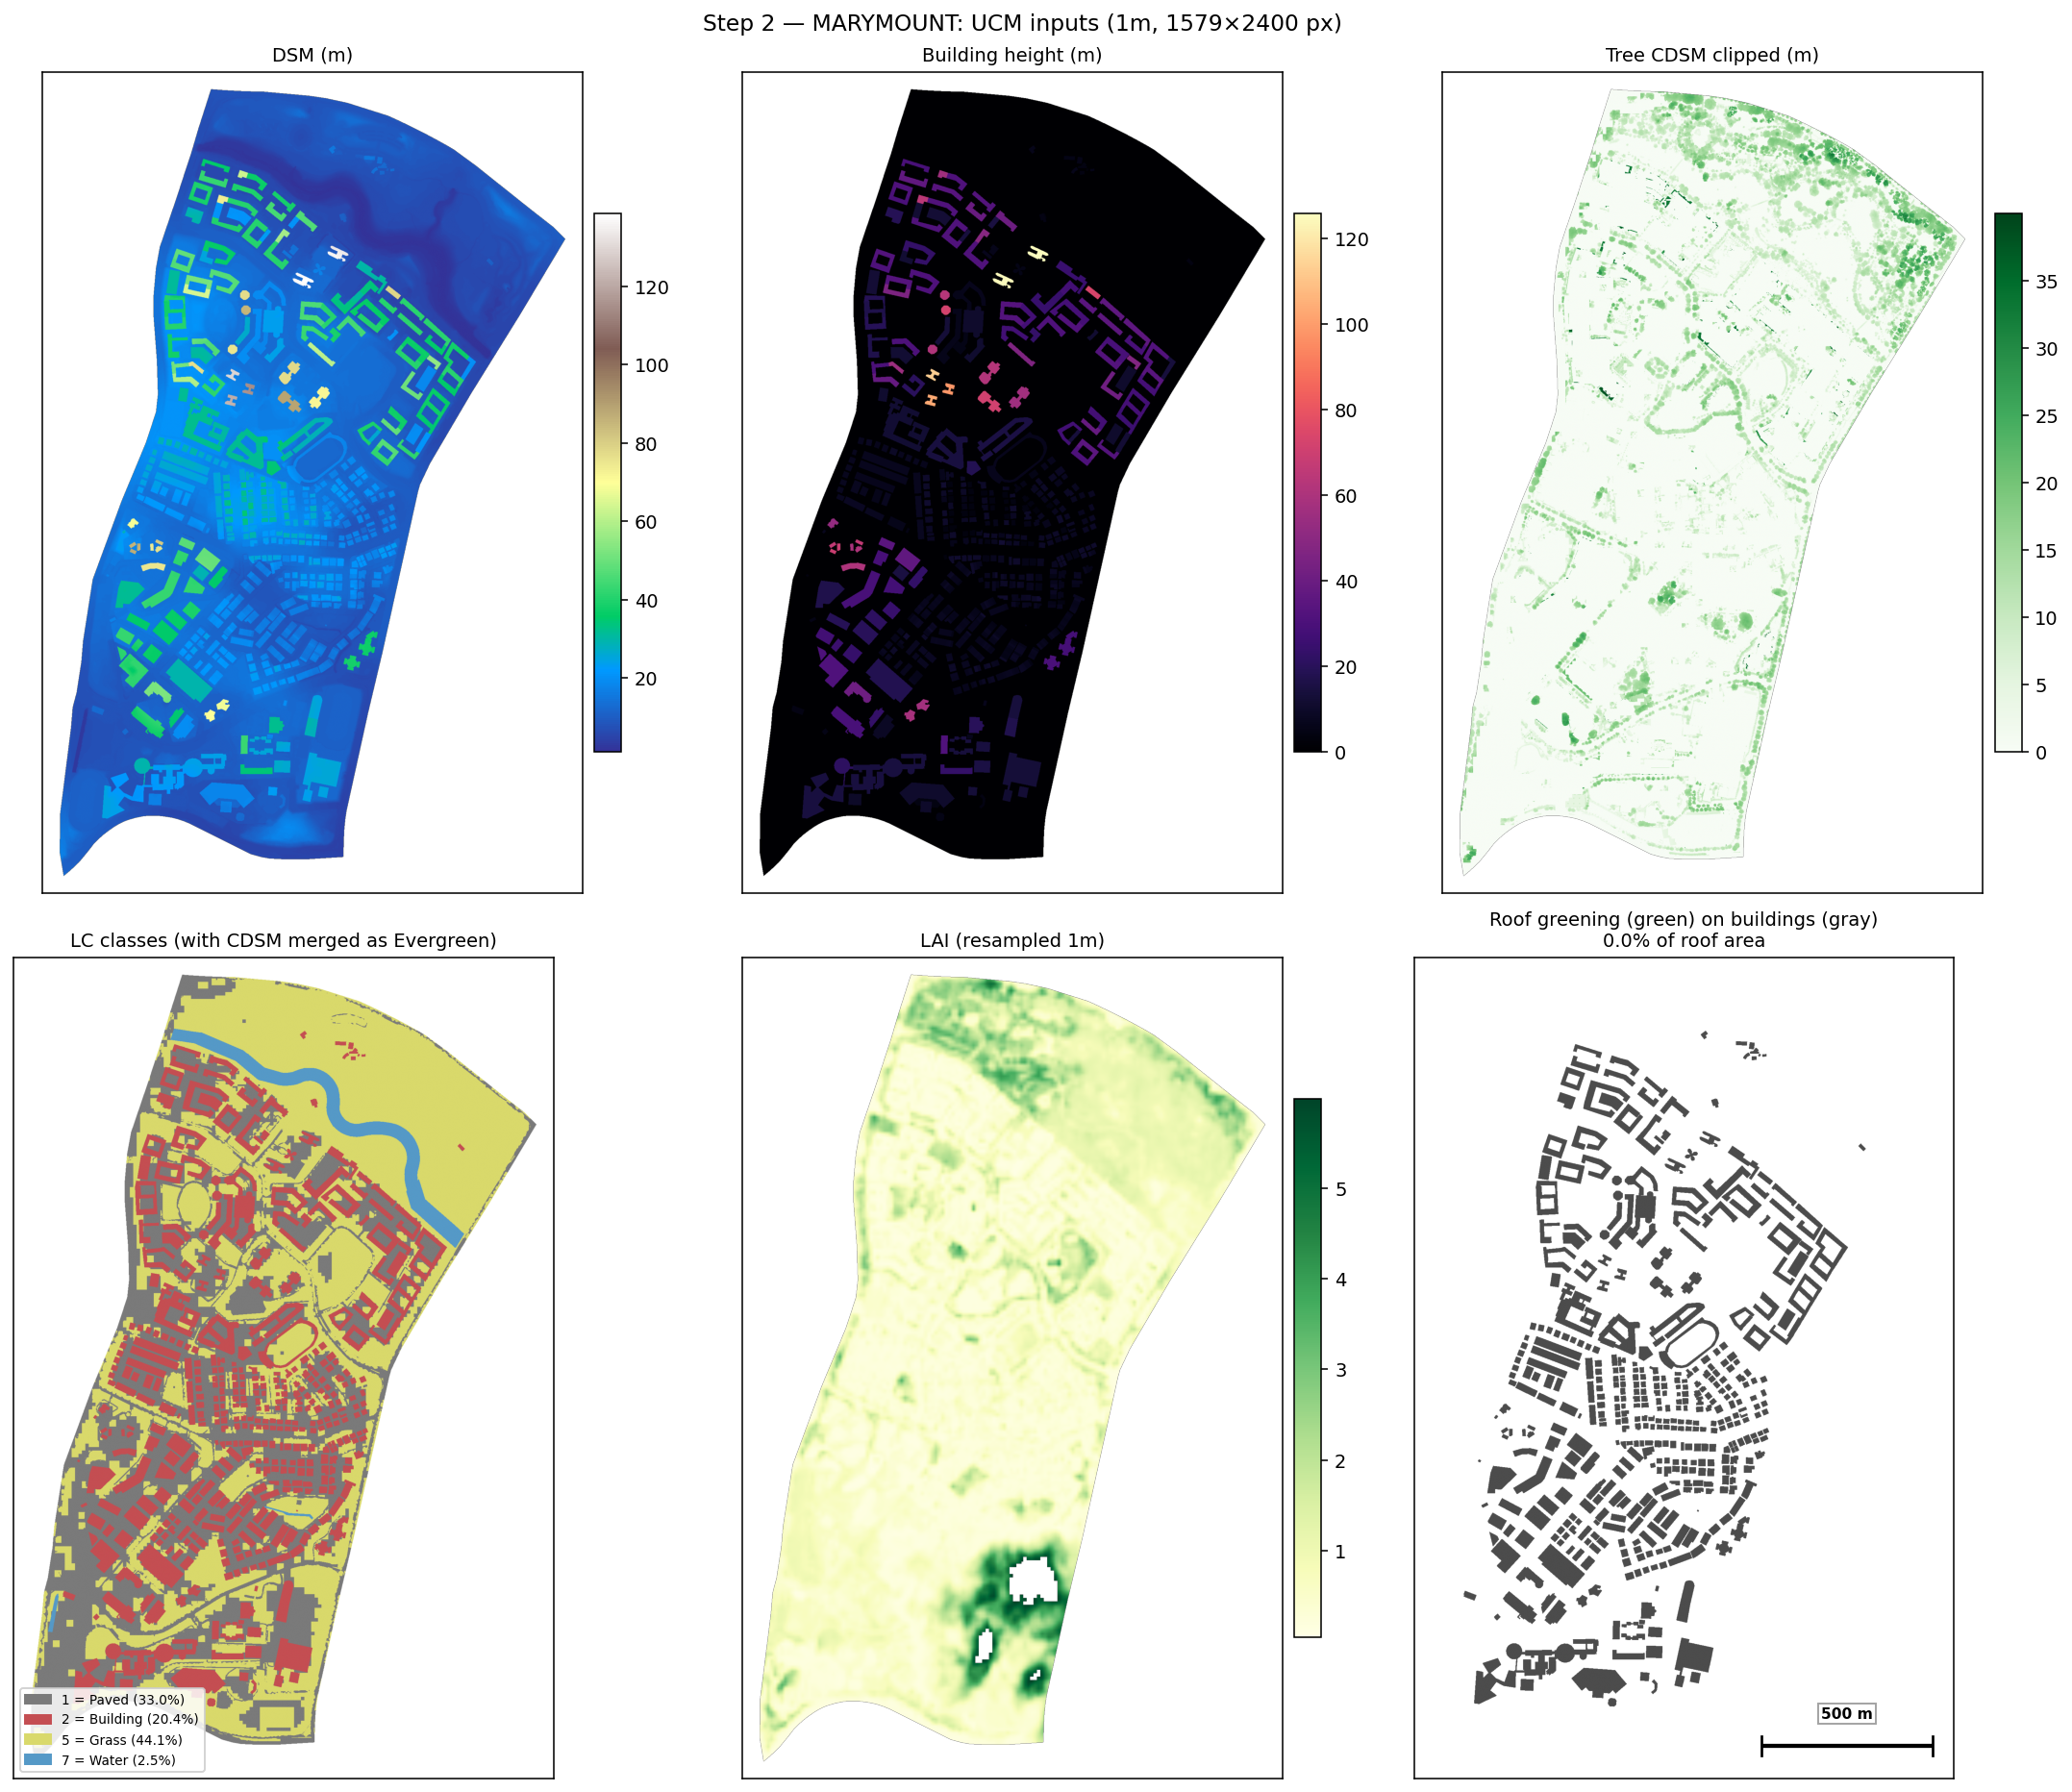 Step 2 — MARYMOUNT: UCM inputs (1m, 1579×2400 px)
DSM (m)
120
100
80
60
40
20
Building height (m)
120
100
80
60
40
20
0
Tree CDSM clipped (m)
35
30
25
20
15
10
5
0
LC classes (with CDSM merged as Evergreen)
1 = Paved (33.0%)
2 = Building (20.4%)
5 = Grass (44.1%)
7 = Water (2.5%)
LAI (resampled 1m)
5
4
3
2
1
Roof greening (green) on buildings (gray)
0.0% of roof area
500 m